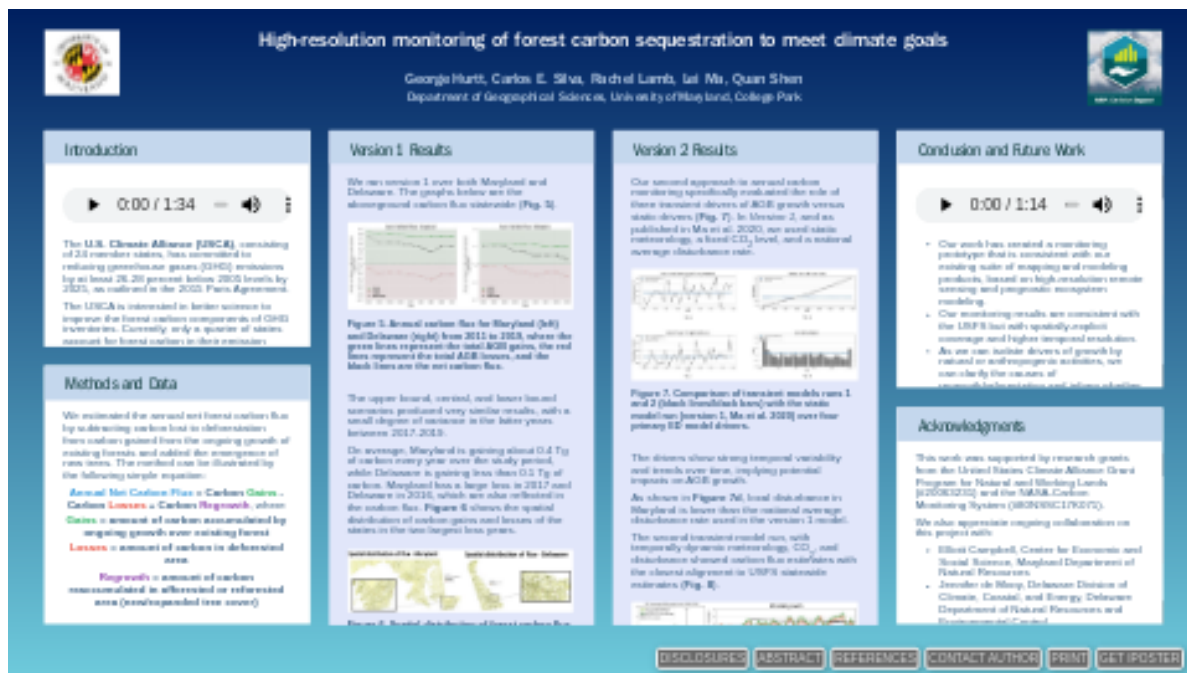 High-resolution monitoring of forest carbon sequestration to meet climate goals
George Hurtt, Carlos E. Silva, Rachel Lamb, Lei Ma, Quan Shen
Department of Geographical Sciences, University of Maryland, College Park
Introduction
0:00 / 1:34
The U.S. Climate Alliance (USCA), consisting
of 24 member states, has committed to
reducing greenhouse gases (GHG) emissions
by at least 26-28 percent below 2005 levels by
2025, as outlined in the 2015 Paris Agreement.
The USCA is interested in better science to
improve the forest carbon components of GHG
inventories. Currently, only a quarter of states
account for forest carbon in their emission
Methods and Data
We estimated the annual net forest carbon flux
by subtracting carbon lost to deforestation
from carbon gained from the ongoing growth of
existing forests and added the emergence of
new trees. The method can be illustrated by
the following simple equation:
Annual Net Carbon Flux = Carbon Gains -
Carbon Losses + Carbon Regrowth, where
Gains = amount of carbon accumulated by
ongoing growth over existing forest
Losses = amount of carbon in deforested
area
Regrowth = amount of carbon
reaccumulated in afforested or reforested
area (new/expanded tree cover)
Version 1 Results
We ran version 1 over both Maryland and
Delaware. The graphs below are the
aboveground carbon flux statewide (Fig. 5).
Figure 5. Annual carbon flux for Maryland (left)
and Delaware (right) from 2011 to 2019, where the
green lines represent the total AGB gains, the red
lines represent the total AGB losses, and the
black lines are the net carbon flux.
The upper bound, central, and lower bound
scenarios produced very similar results, with a
small degree of variance in the latter years
between 2017-2019.
On average, Maryland is gaining about 0.4 Tg
of carbon every year over the study period,
while Delaware is gaining less than 0.1 Tg of
carbon. Maryland has a large loss in 2017 and
Delaware in 2016, which are also reflected in
the carbon flux. Figure 6 shows the spatial
distribution of carbon gains and losses of the
states in the two largest loss years.
Spatial distribution of Flux - Maryland
Spatial distribution of Flux - Delaware
Figure 6. Spatial distribution of forest carbon flux
Version 2 Results
Our second approach to annual carbon
monitoring specifically evaluated the role of
three transient drivers of AGB growth versus
static drivers (Fig. 7). In Version 2, and as
published in Ma et al. 2020, we used static
meteorology, a fixed CO2 level, and a national
average disturbance rate.
Figure 7. Comparison of transient models runs 1
and 2 (black lines/black bars) with the static
model run (version 1, Ma et al. 2020) over four
primary ED model drivers.
The drivers show strong temporal variability
and trends over time, implying potential
impacts on AGB growth.
As shown in Figure 7d, local disturbance in
Maryland is lower than the national average
disturbance rate used in the version 1 model.
The second transient model run, with
temporally dynamic meteorology, CO2, and
disturbance showed carbon flux estimates with
the closest alignment to USFS statewide
estimates (Fig. 8).
Conclusion and Future Work
0:00 / 1:14
• Our work has created a monitoring
prototype that is consistent with our
existing suite of mapping and modeling
products, based on high-resolution remote
sensing and prognostic ecosystem
modeling.
• Our monitoring results are consistent with
the USFS but with spatially-explicit
coverage and higher temporal resolution.
• As we can isolate drivers of growth by
natural or anthropogenic activities, we
can clarify the causes of
Acknowledgments
This work was supported by research grants
from the United States Climate Alliance Grant
Program for Natural and Working Lands
and the NASA-Carbon
Monitoring System
We also appreciate ongoing collaboration on
this project with:
• Elliott Campbell, Center for Economic and
Social Science, Maryland Department of
Natural Resources
• Jennifer de Mooy, Delaware Division of
Climate, Coastal, and Energy, Delaware
Department of Natural Resources and
Environmental Control
DISCLOSURES
ABSTRACT
REFERENCES
CONTACT AUTHOR
PRINT
GET IPOSTER